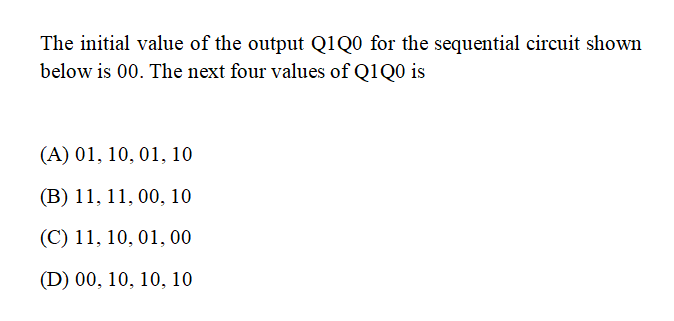 The initial value of the output Q1Q0 for the sequential circuit shown
below is 00. The next four values of Q1Q0 is
(A) 01, 10, 01, 10
(B) 11, 11, 00, 10
(C) 11, 10, 01, 00
(D) 00, 10, 10, 10